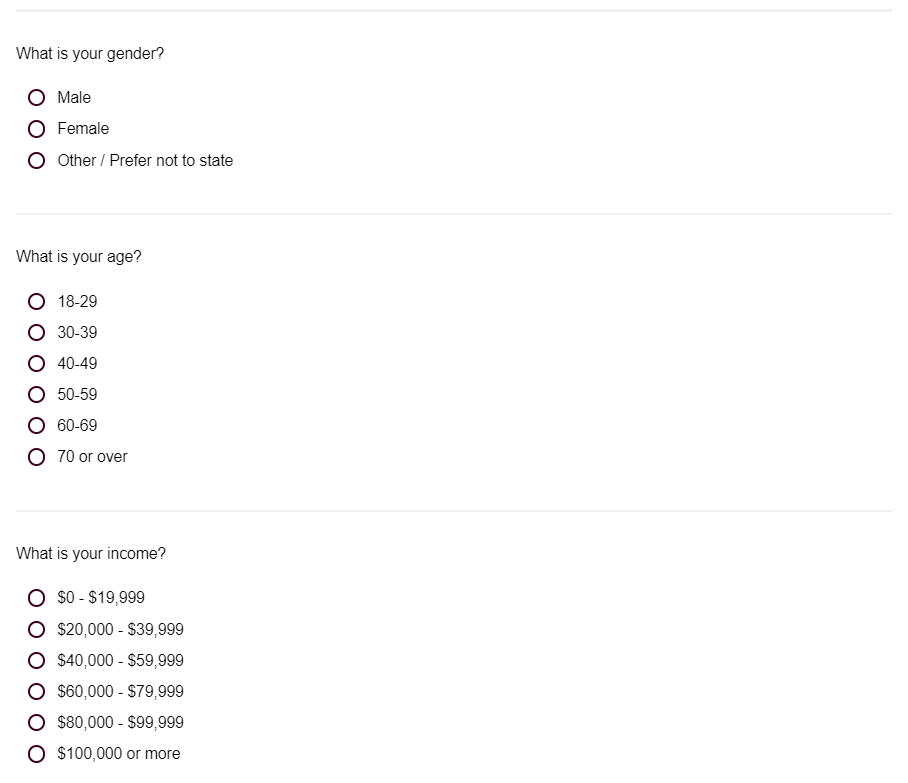 What is your gender?
Male
Female
Other / Prefer not to state
What is your age?
18-29
30-39
40-49
50-59
60-69
70 or over
What is your income?
$0 - $19,999
$20,000 - $39,999
$40,000 - $59,999
$60,000 - $79,999
$80,000 - $99,999
$100,000 or more